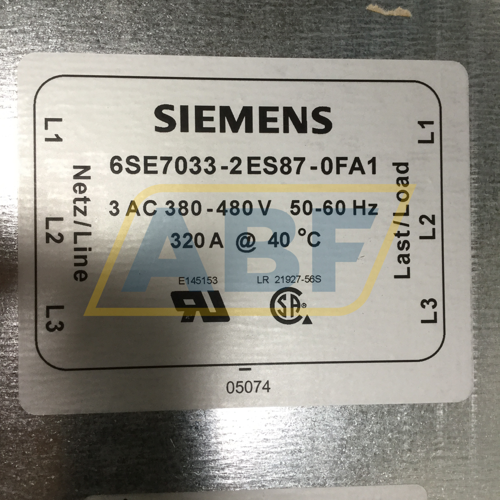 SIEMENS
6SE7033-2ES87-0FA1
3 AC 380-480 V 50-60 Hz
320 A @ 40 °C
E145153 LR 21927-56S
L1
L2
L3
Netz/Line
Last/Load
L1
L2
L3
05074
ABF